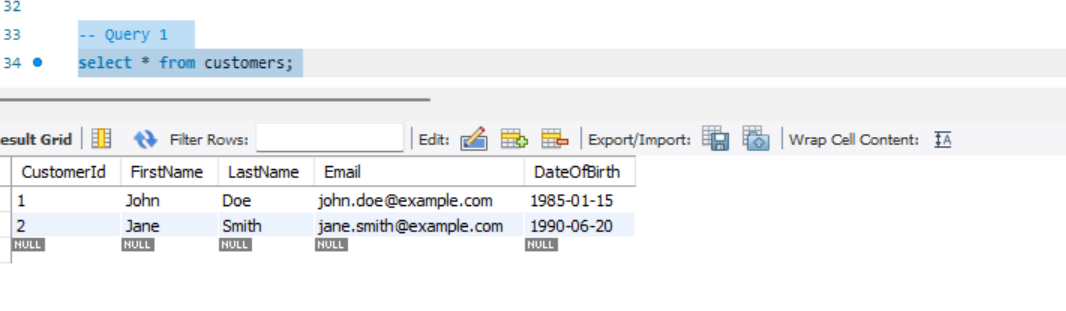 32
33 -- Query 1
34 select * from customers;
esult Grid Filter Rows: Edit: Export/Import: Wrap Cell Content: IA
CustomerId FirstName LastName Email DateOfBirth
1 John Doe john.doe@example.com 1985-01-15
2 Jane Smith jane.smith@example.com 1990-06-20
NULL NULL NULL NULL NULL